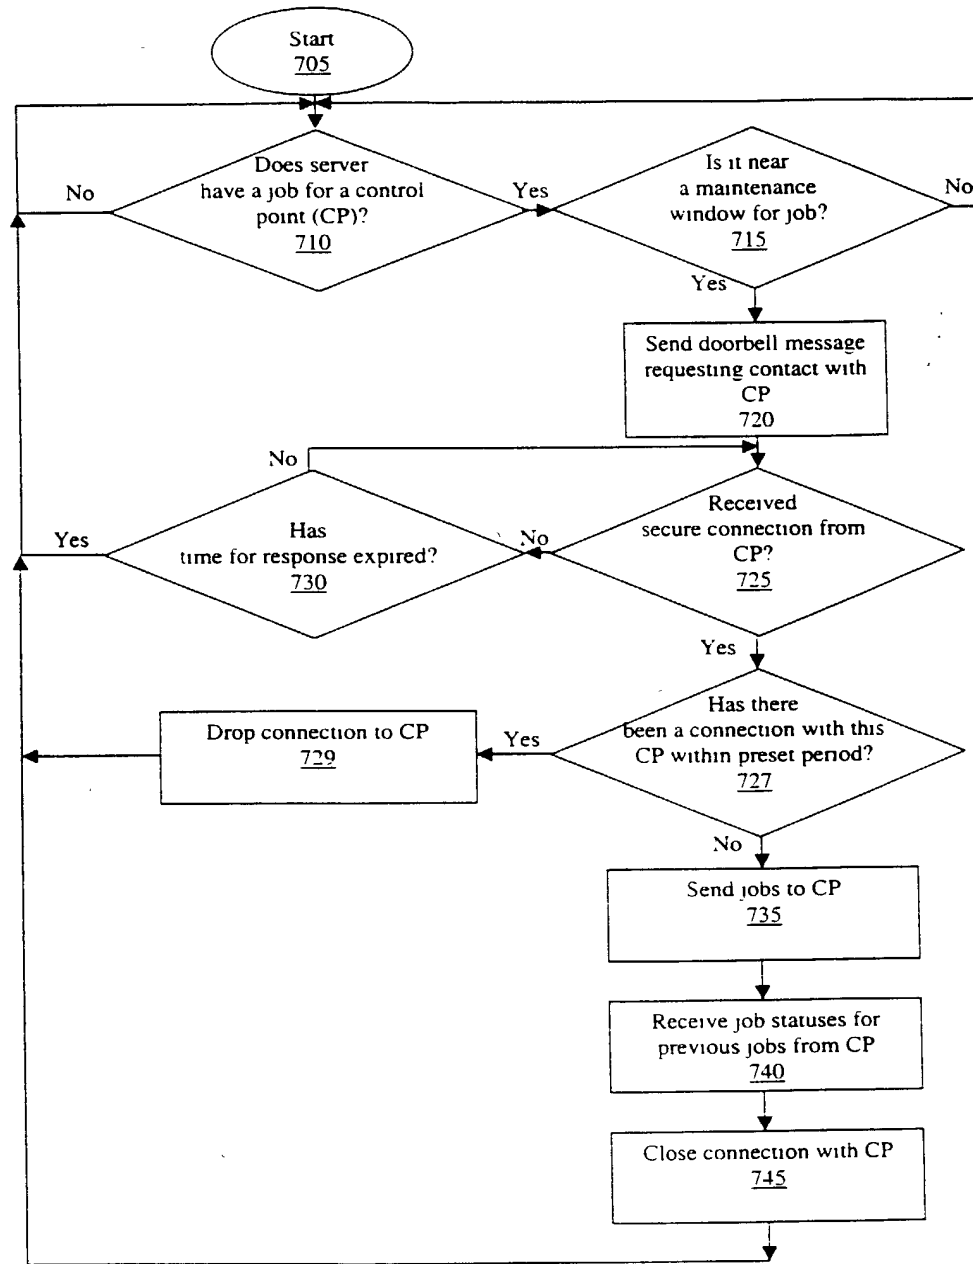 Start
705
Does server
have a job for a control
point (CP)?
710
No
Yes
Is it near
a maintenance
window for job?
715
No
Yes
Send doorbell message
requesting contact with
CP
720
No
Has
time for response expired?
730
Yes
No
Received
secure connection from
CP?
725
Yes
Has there
been a connection with this
CP within preset period?
727
Yes
Drop connection to CP
729
No
Send jobs to CP
735
Receive job statuses for
previous jobs from CP
740
Close connection with CP
745